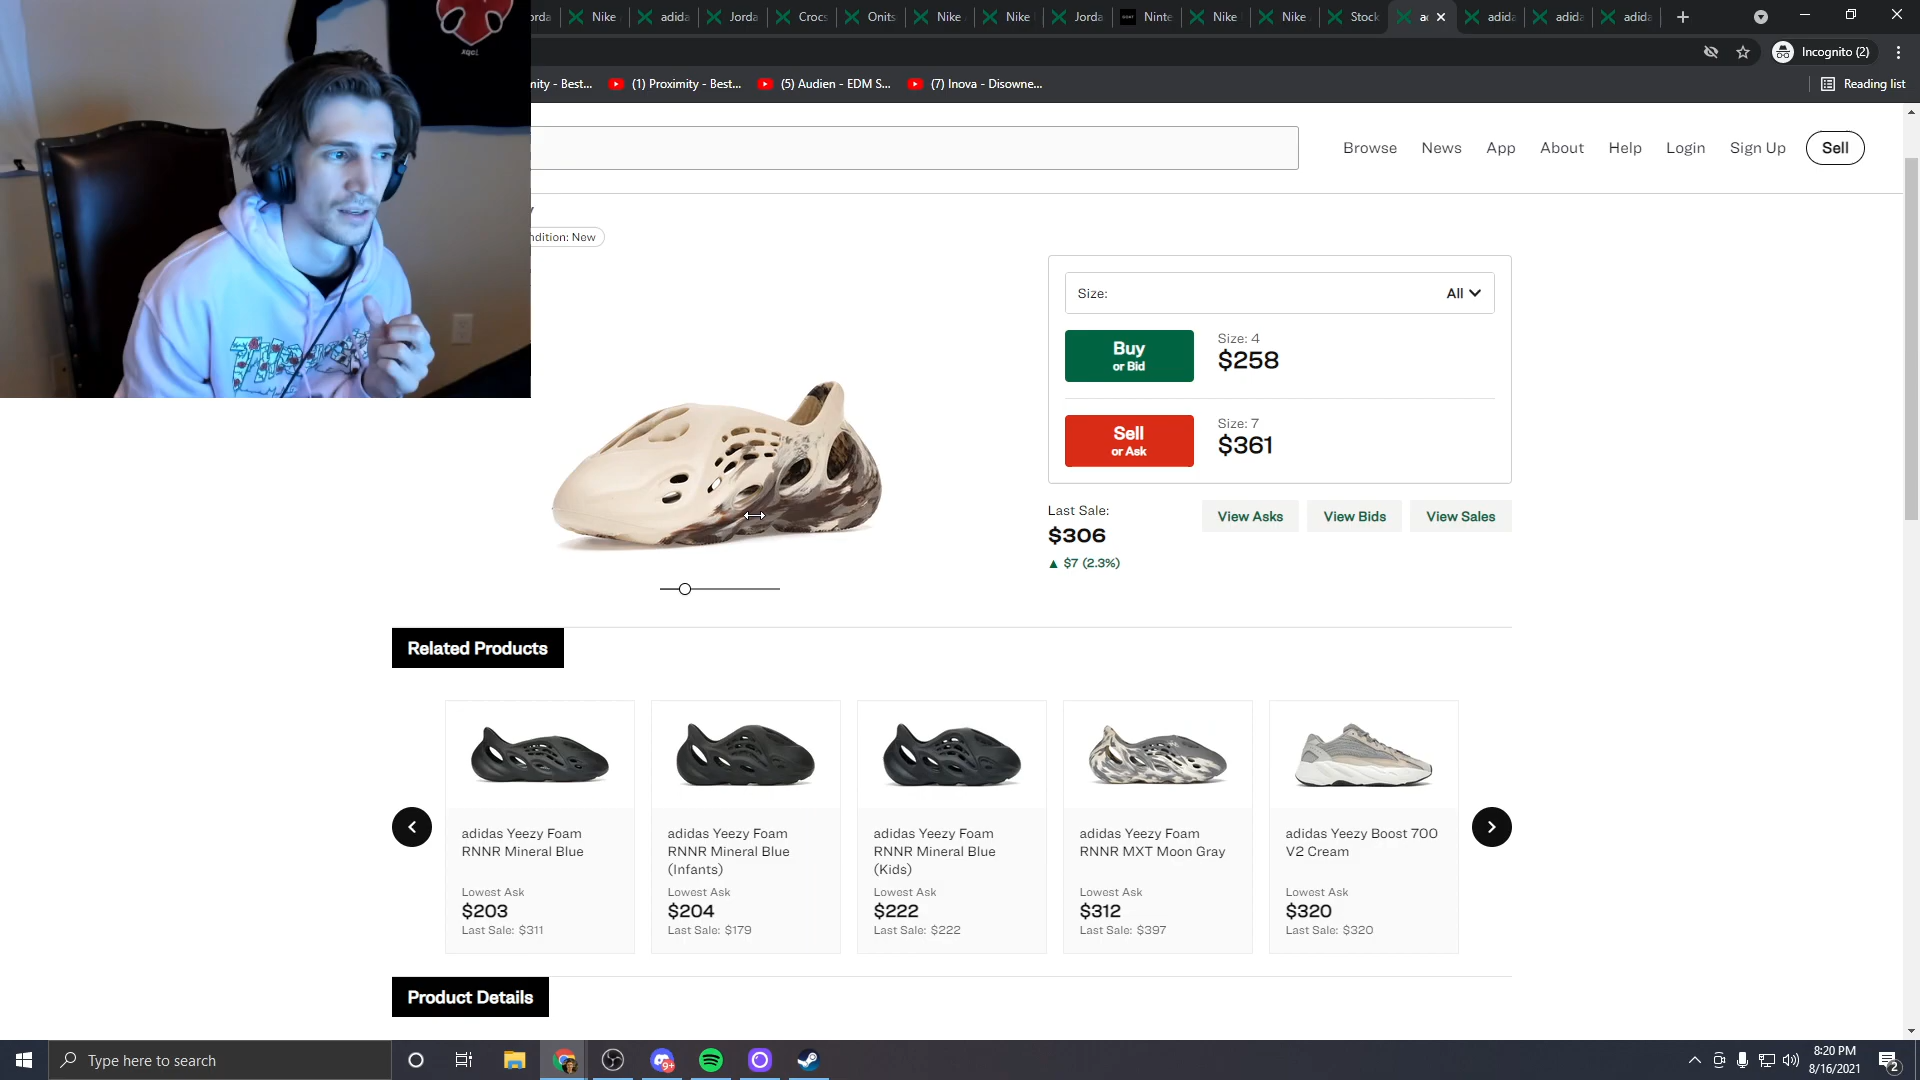 orda
Nike
adida
Jorda
Crocs
Onits
Nike
Nike
Jorda
Ninte
Nike
Nike
Stock
ac
adida
adida
adida
Incognito (2)
nity - Best...
(1) Proximity - Best...
(5) Audien - EDM S...
(7) Inova - Disowne...
Reading list
Browse
News
App
About
Help
Login
Sign Up
Sell
ndition: New
Size:
All
Buy
or Bid
Size: 4
$258
Sell
or Ask
Size: 7
$361
Last Sale:
$306
▲ $7 (2.3%)
View Asks
View Bids
View Sales
Related Products
adidas Yeezy Foam
RNNR Mineral Blue
Lowest Ask
$203
Last Sale: $311
adidas Yeezy Foam
RNNR Mineral Blue
(Infants)
Lowest Ask
$204
Last Sale: $179
adidas Yeezy Foam
RNNR Mineral Blue
(Kids)
Lowest Ask
$222
Last Sale: $222
adidas Yeezy Foam
RNNR MXT Moon Gray
Lowest Ask
$312
Last Sale: $397
adidas Yeezy Boost 700
V2 Cream
Lowest Ask
$320
Last Sale: $320
Product Details
Type here to search
9+
8:20 PM
8/16/2021
2